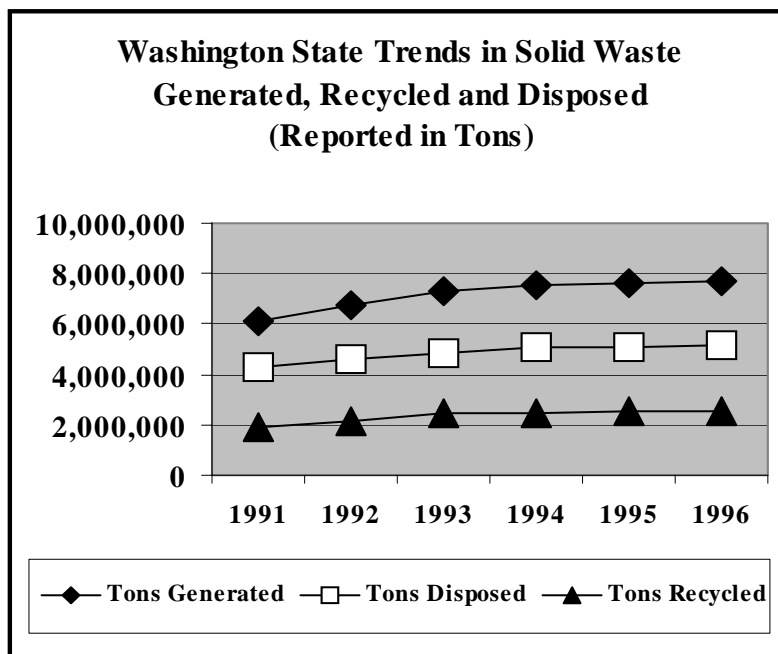 Washington State Trends in Solid Waste
Generated, Recycled and Disposed
(Reported in Tons)
10,000,000
8,000,000
6,000,000
4,000,000
2,000,000
0
1991 1992 1993 1994 1995 1996
Tons Generated Tons Disposed Tons Recycled